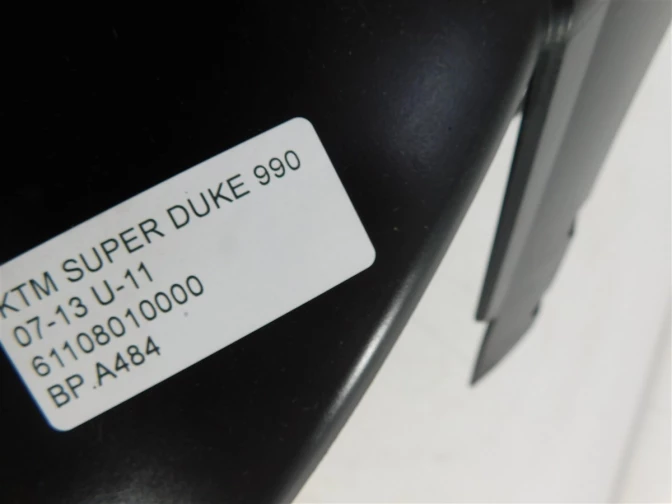 KTM SUPER DUKE 990
07-13 U-11
61108010000
BP.A484